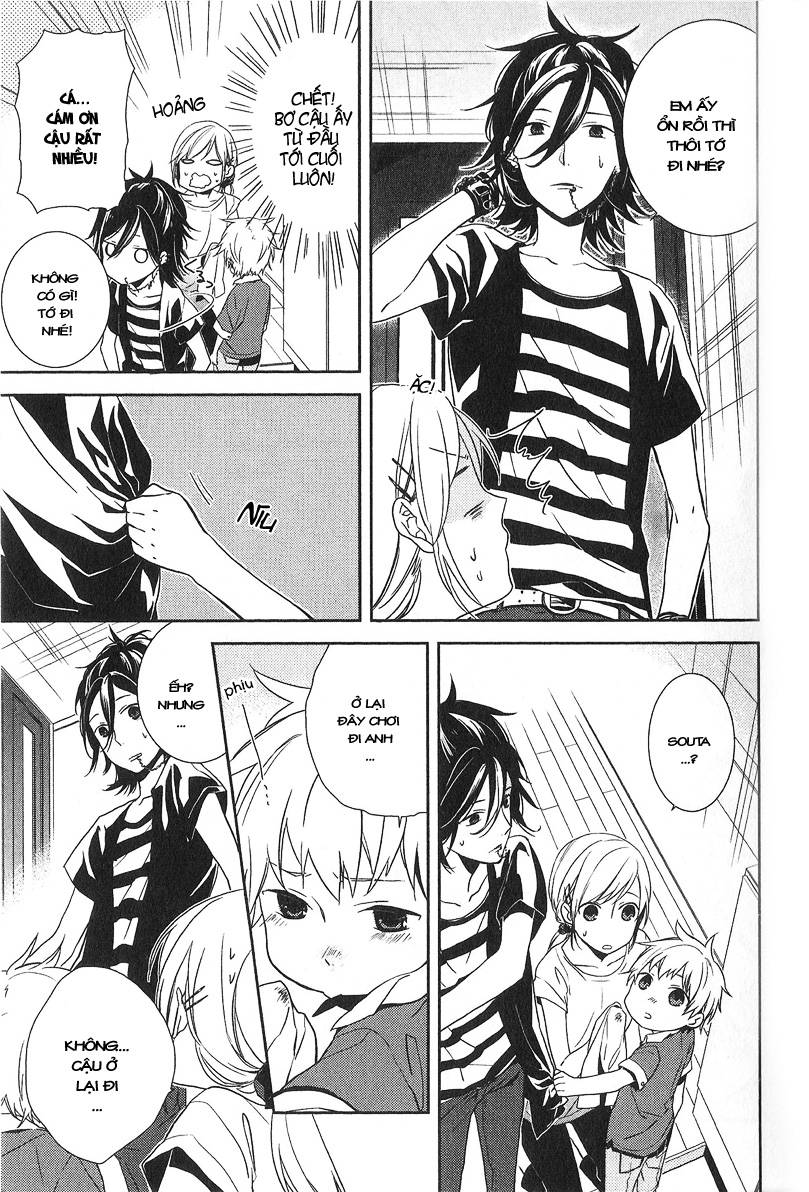 EM ẤY
ỔN RỒI THÌ
THÔI TỚ
ĐI NHÉ?
ẶC!
CHẾT!
BƠ CẬU ẤY
TỪ ĐẦU
TỚI CUỐI
LUÔN!
HOẢNG
CÁ...
CÁM ƠN
CẬU RẤT
NHIỀU!
KHÔNG
CÓ GÌ!
TỚ ĐI
NHÉ!
NÍU
SOUTA
...?
Ở LẠI
ĐÂY CHƠI
ĐI ANH
...
phịu
ẾH?
NHƯNG
...
KHÔNG...
CẬU Ở
LẠI ĐI
...